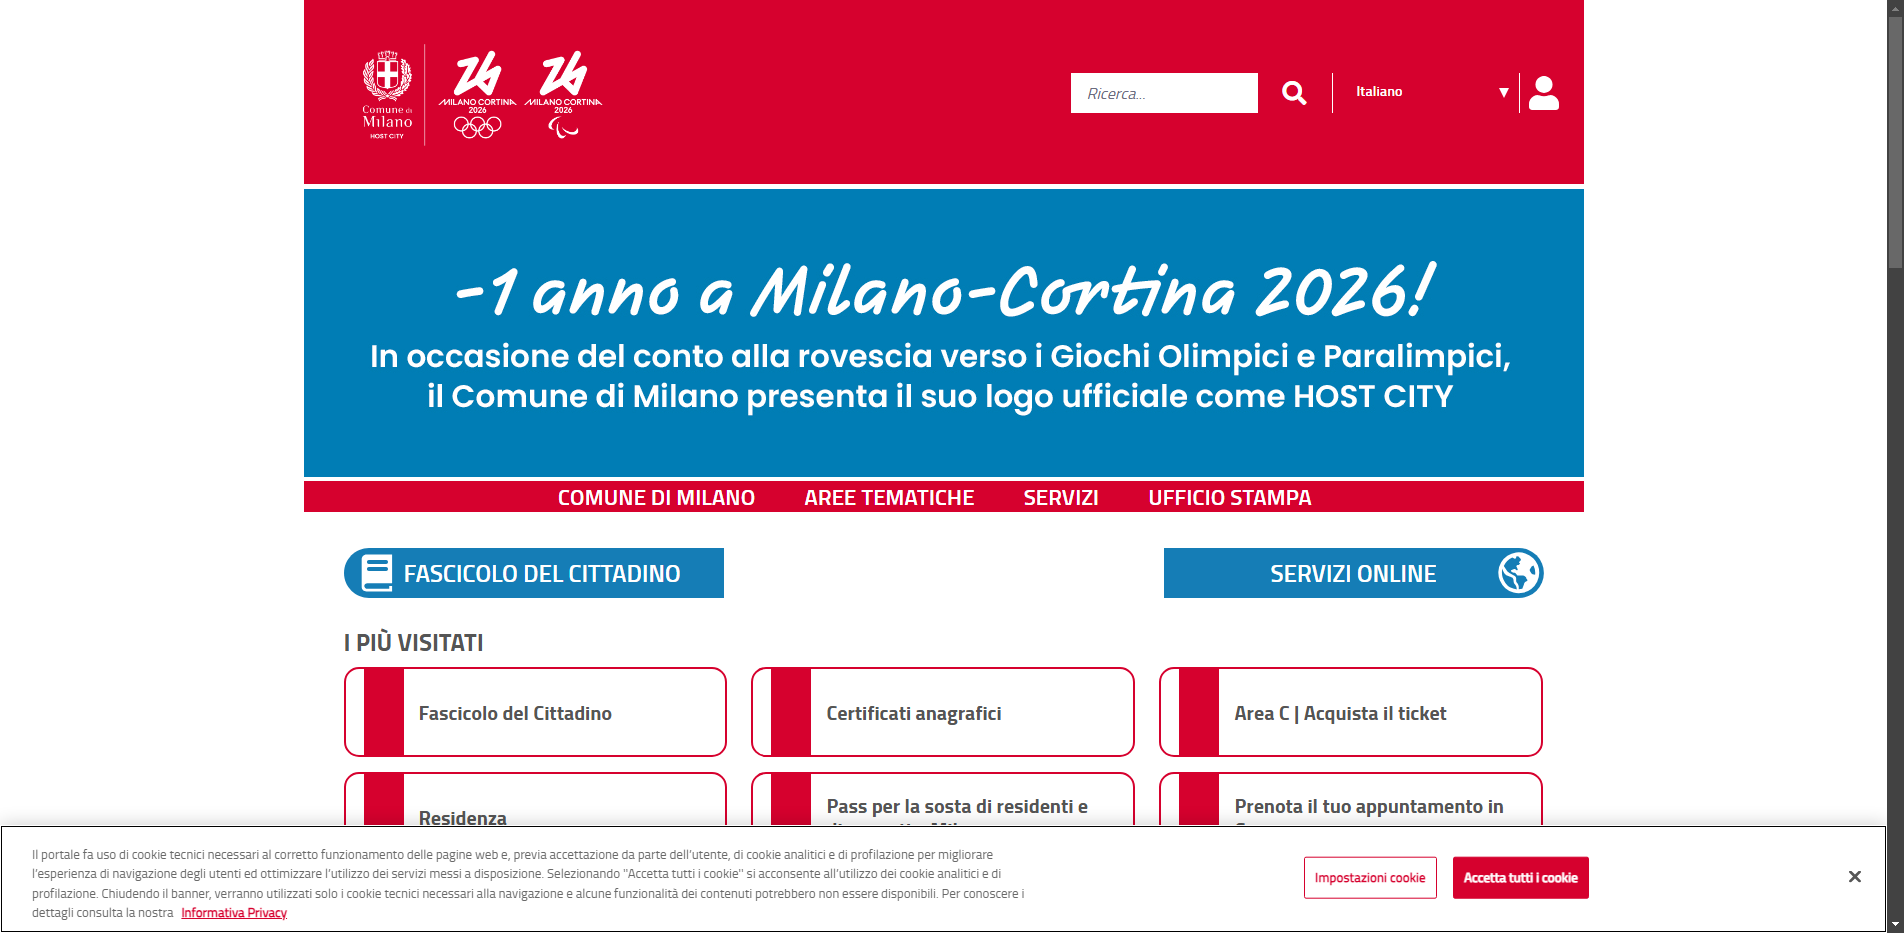 Comune di
Milano
HOST CITY
MILANO CORTINA
2026
MILANO CORTINA
2026
Ricerca...
Italiano
-1 anno a Milano-Cortina 2026!
In occasione del conto alla rovescia verso i Giochi Olimpici e Paralimpici,
il Comune di Milano presenta il suo logo ufficiale come HOST CITY
COMUNE DI MILANO AREE TEMATICHE SERVIZI UFFICIO STAMPA
FASCICOLO DEL CITTADINO
SERVIZI ONLINE
I PIÙ VISITATI
Fascicolo del Cittadino
Certificati anagrafici
Area C | Acquista il ticket
Residenza
Pass per la sosta di residenti e
Prenota il tuo appuntamento in
Il portale fa uso di cookie tecnici necessari al corretto funzionamento delle pagine web e, previa accettazione da parte dell'utente, di cookie analitici e di profilazione per migliorare
l'esperienza di navigazione degli utenti ed ottimizzare l'utilizzo dei servizi messi a disposizione. Selezionando "Accetta tutti i cookie" si acconsente all'utilizzo dei cookie analitici e di
profilazione. Chiudendo il banner, verranno utilizzati solo i cookie tecnici necessari alla navigazione e alcune funzionalità dei contenuti potrebbero non essere disponibili. Per conoscere i
dettagli consulta la nostra Informativa Privacy
Impostazioni cookie
Accetta tutti i cookie